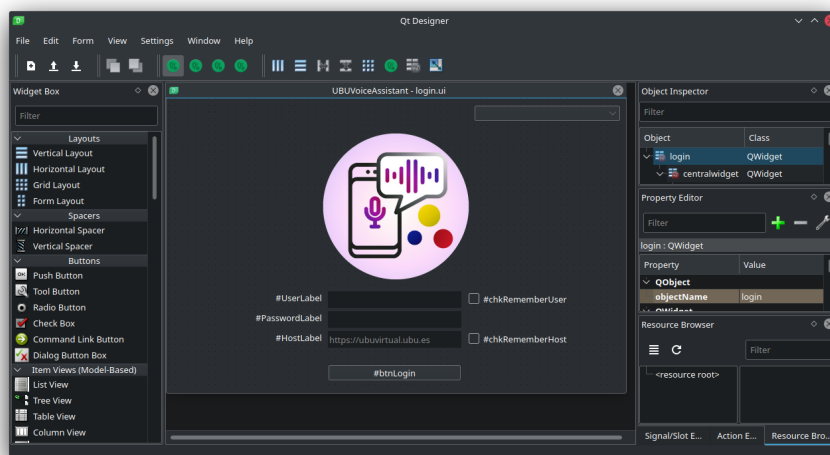 Qt Designer
File Edit Form View Settings Window Help
Widget Box
Filter
Layouts
Vertical Layout
Horizontal Layout
Grid Layout
Form Layout
Spacers
Horizontal Spacer
Vertical Spacer
Buttons
Push Button
Tool Button
Radio Button
Check Box
Command Link Button
Dialog Button Box
Item Views (Model-Based)
List View
Tree View
Table View
Column View
UBUVoiceAssistant - login.ui
#UserLabel
#chkRememberUser
#PasswordLabel
#HostLabel https://ubuvirtual.ubu.es
#chkRememberHost
#btnLogin
Object Inspector
Filter
Object Class
login QWidget
centralwidget QWidget
Property Editor
Filter
login : QWidget
Property Value
QObject
objectName login
QWidget
Resource Browser
Filter
<resource root>
Signal/Slot E... Action E... Resource Bro...